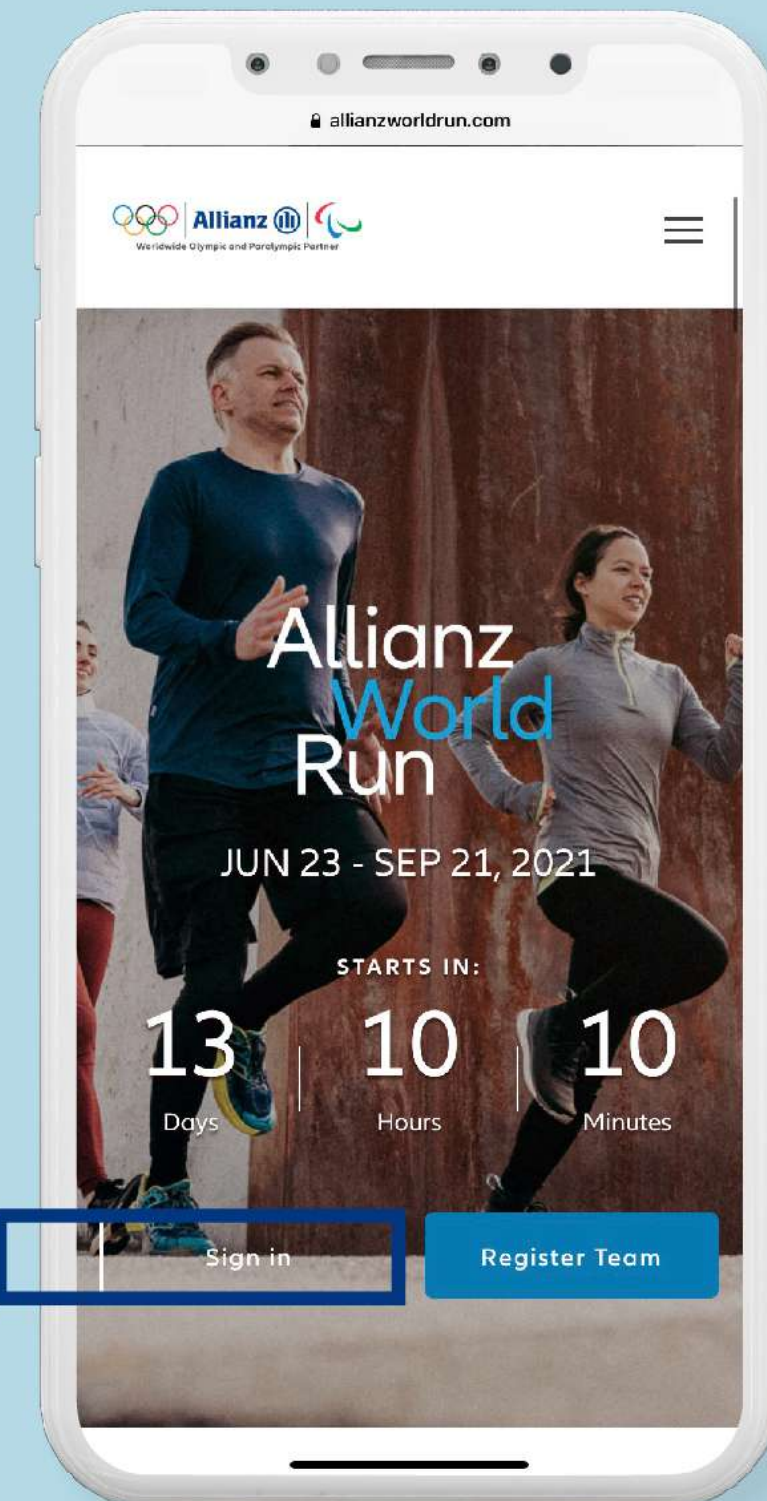 allianzworldrun.com
Allianz
Worldwide Olympic and Paralympic Partner
Allianz
World
Run
JUN 23 - SEP 21, 2021
STARTS IN:
13 10 10
Days Hours Minutes
Sign in Register Team